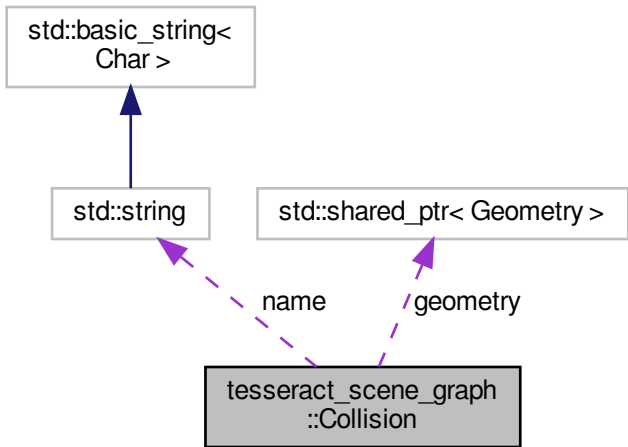 std::basic_string<
Char >
std::string
std::shared_ptr< Geometry >
name
geometry
tesseract_scene_graph
::Collision